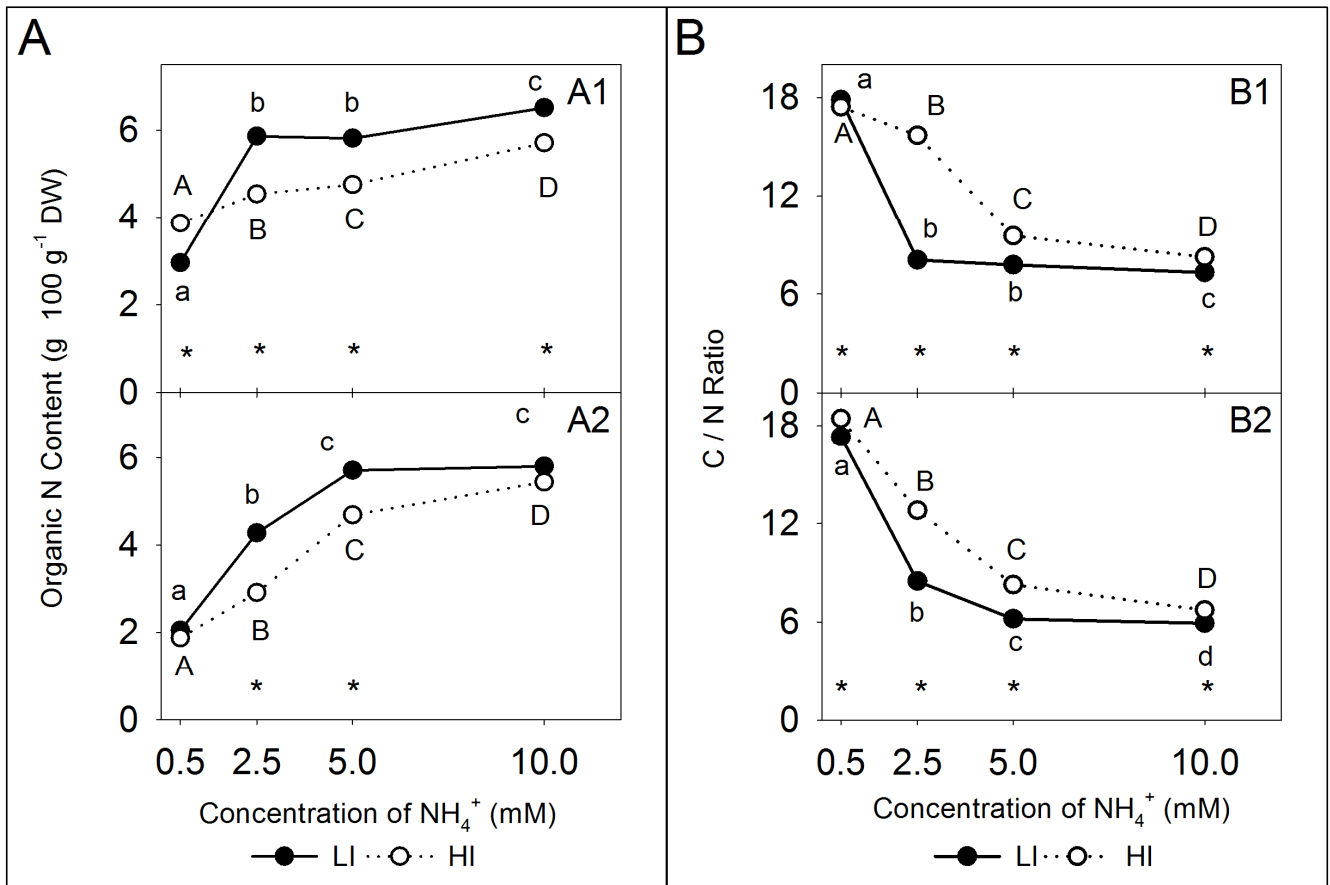 A
B
Organic N Content (g 100 g⁻¹ DW)
A1
6
4
2
0
A
a
b
B
b
C
c
D
* * * *
A2
6
4
2
0
a
A
b
B
c
C
c
D
* *
0.5 2.5 5.0 10.0
Concentration of NH₄⁺ (mM)
LI HI
C / N Ratio
B1
18
12
6
0
a
A
B
b
C
b
D
c
* * * *
B2
18
12
6
0
A
a
B
b
C
c
D
d
* * * *
0.5 2.5 5.0 10.0
Concentration of NH₄⁺ (mM)
LI HI